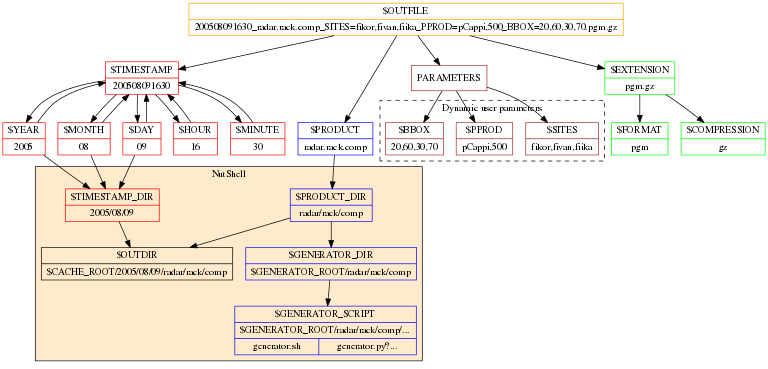 $OUTFILE
200508091630_radar.rack.comp_SITES=fikor,fivan,fiika_PPROD=pCappi,500_BBOX=20,60,30,70.pgm.gz
$TIMESTAMP
200508091630
PARAMETERS
$EXTENSION
pgm.gz
Dynamic user parameters
$YEAR
2005
$MONTH
08
$DAY
09
$HOUR
16
$MINUTE
30
$PRODUCT
radar.rack.comp
$BBOX
20,60,30,70
$PPROD
pCappi,500
$SITES
fikor,fivan,fiika
$FORMAT
pgm
$COMPRESSION
gz
NutShell
$TIMESTAMP_DIR
2005/08/09
$PRODUCT_DIR
radar/rack/comp
$OUTDIR
$CACHE_ROOT/2005/08/09/radar/rack/comp
$GENERATOR_DIR
$GENERATOR_ROOT/radar/rack/comp
$GENERATOR_SCRIPT
$GENERATOR_ROOT/radar/rack/comp/...
generator.sh
generator.py?...